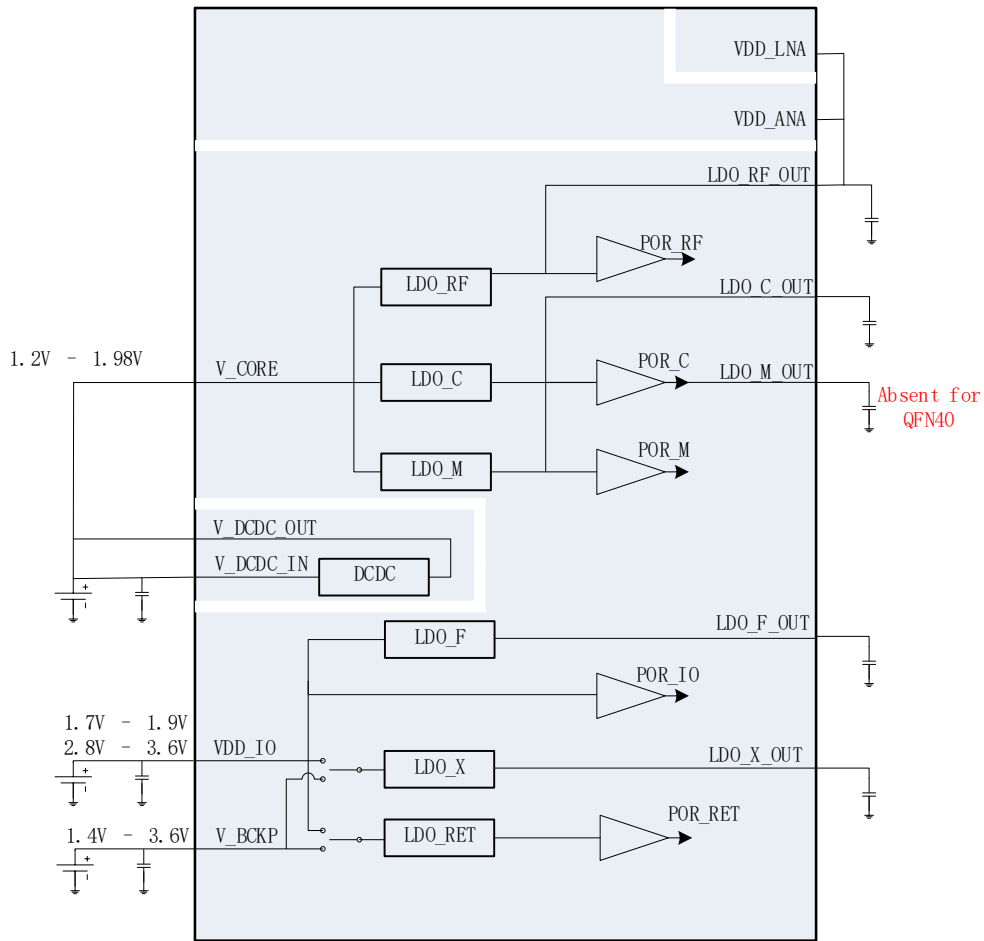 VDD_LNA
VDD_ANA
LDO_RF_OUT
POR_RF
LDO_RF
LDO_C_OUT
1.2V - 1.98V
V_CORE
LDO_C
POR_C
LDO_M_OUT
Absent for
QFN40
LDO_M
POR_M
V_DCDC_OUT
V_DCDC_IN
DCDC
+
-
LDO_F
LDO_F_OUT
POR_IO
1.7V - 1.9V
2.8V - 3.6V
VDD_IO
LDO_X
LDO_X_OUT
+
-
1.4V - 3.6V
V_BCKP
LDO_RET
POR_RET
+
-